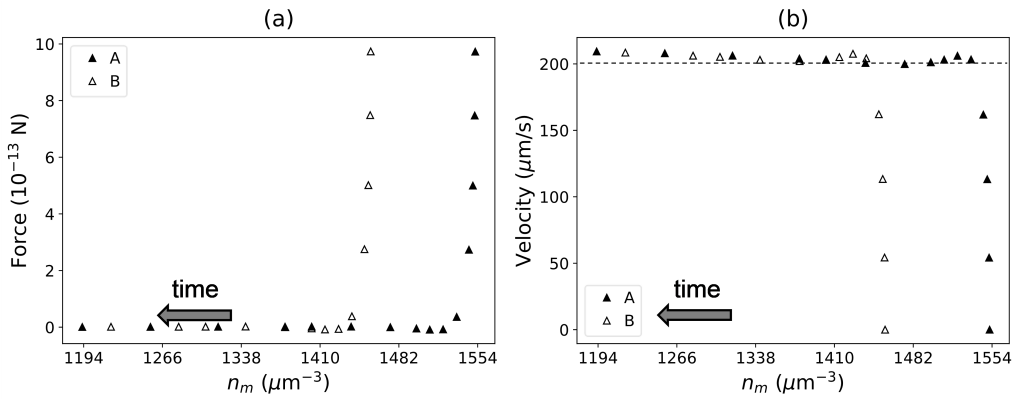 (a)
(b)
Force (10⁻¹³ N)
10
8
6
4
2
0
A
B
time
1194 1266 1338 1410 1482 1554
nₘ (μm⁻³)
Velocity (μm/s)
200
150
100
50
0
A
B
time
1194 1266 1338 1410 1482 1554
nₘ (μm⁻³)